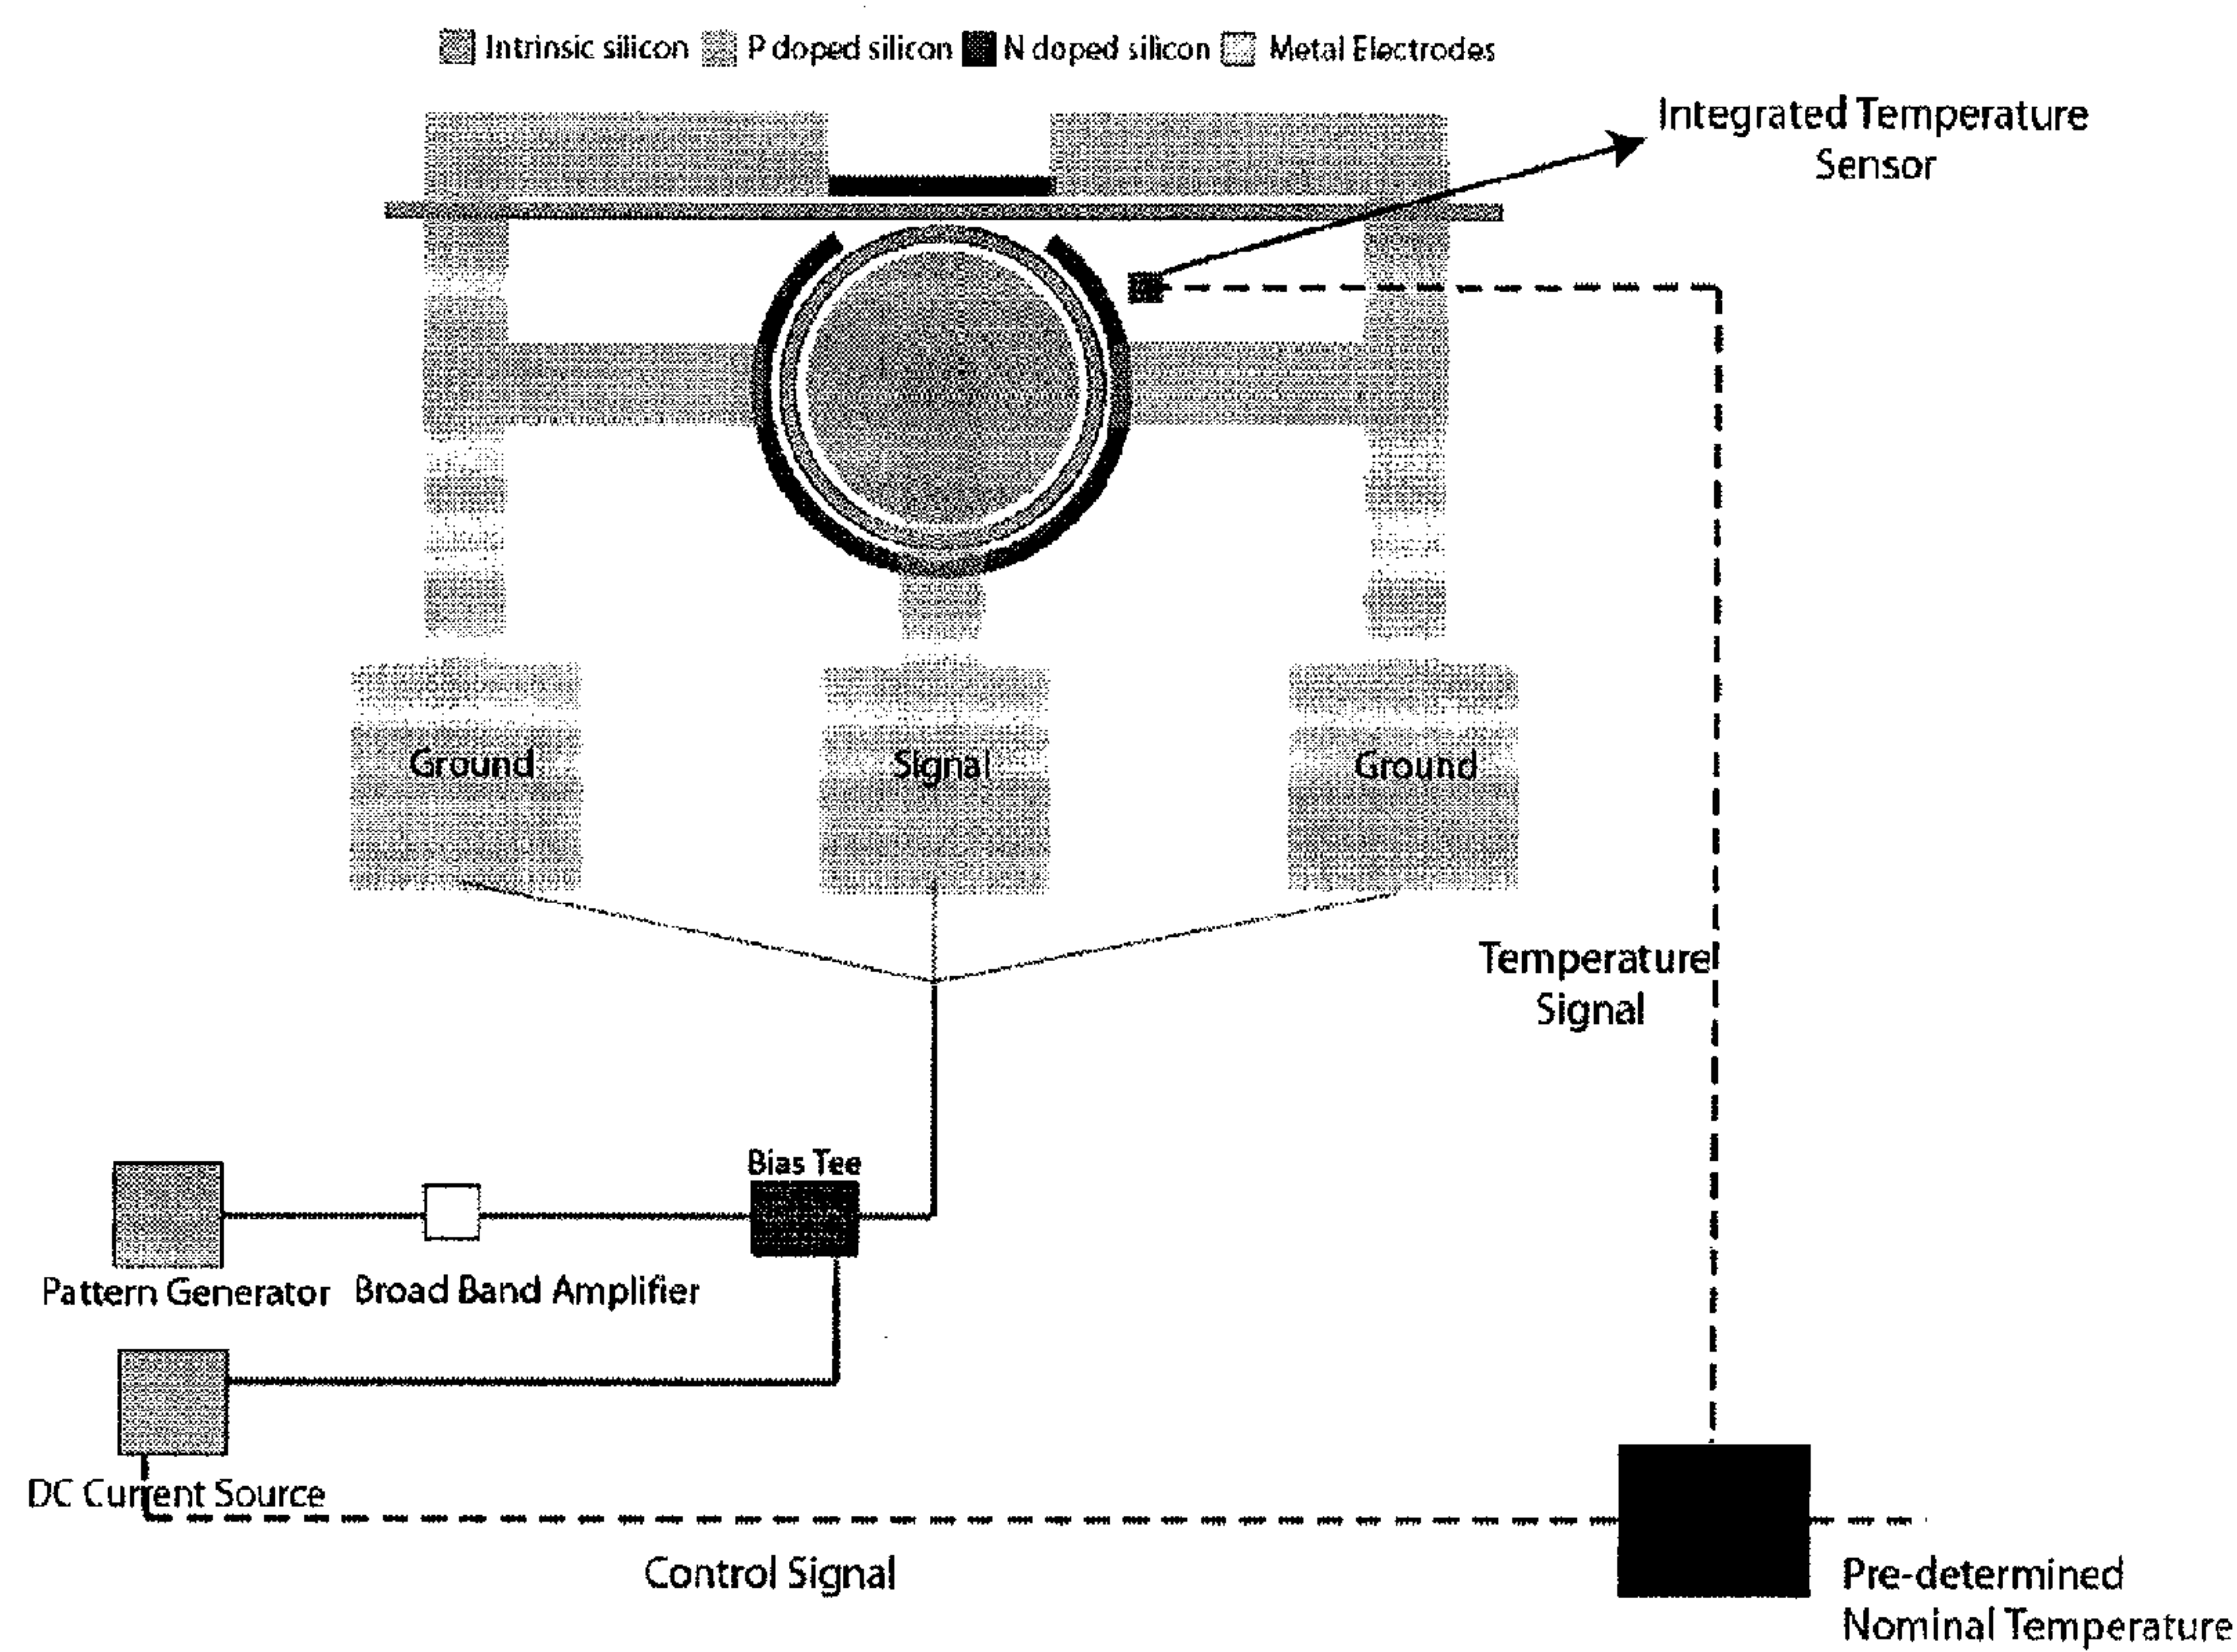 Intrinsic silicon P doped silicon N doped silicon Metal Electrodes
Integrated Temperature
Sensor
Ground
Signal
Ground
Temperature
Signal
Bias Tee
Pattern Generator
Broad Band Amplifier
DC Current Source
Control Signal
Pre-determined
Nominal Temperature